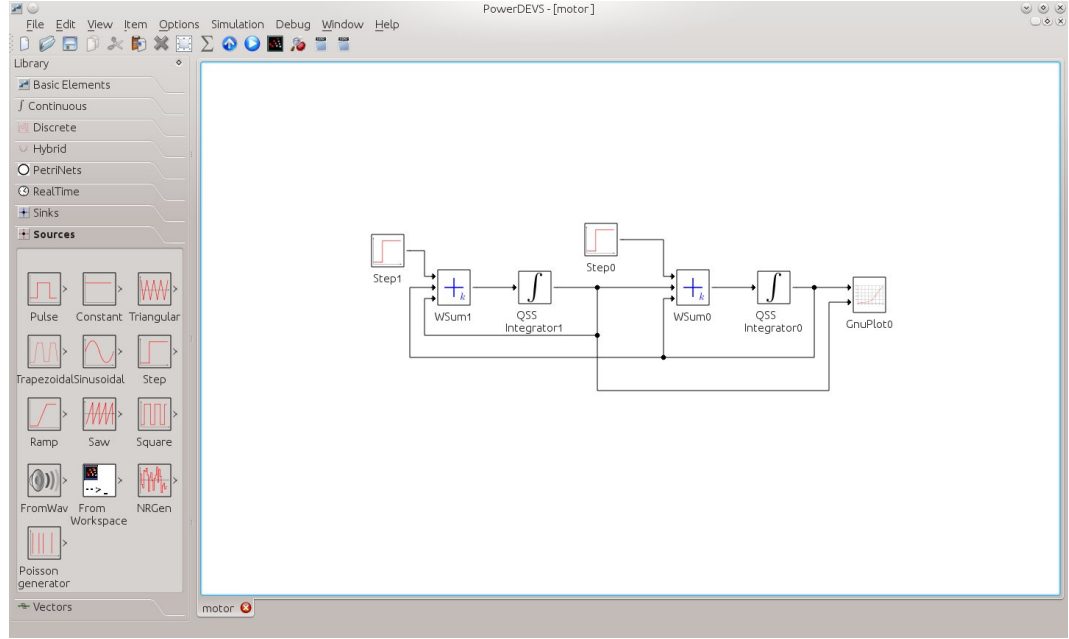 PowerDEVS - [motor ]
File Edit View Item Options Simulation Debug Window Help
Library
Basic Elements
Continuous
Discrete
Hybrid
PetriNets
RealTime
Sinks
Sources
Pulse Constant Triangular
Trapezoidal Sinusoidal Step
Ramp Saw Square
FromWav From Workspace NRGen
Poisson
generator
Vectors
Step1
WSum1
QSS
Integrator1
Step0
WSum0
QSS
Integrator0
GnuPlot0
motor